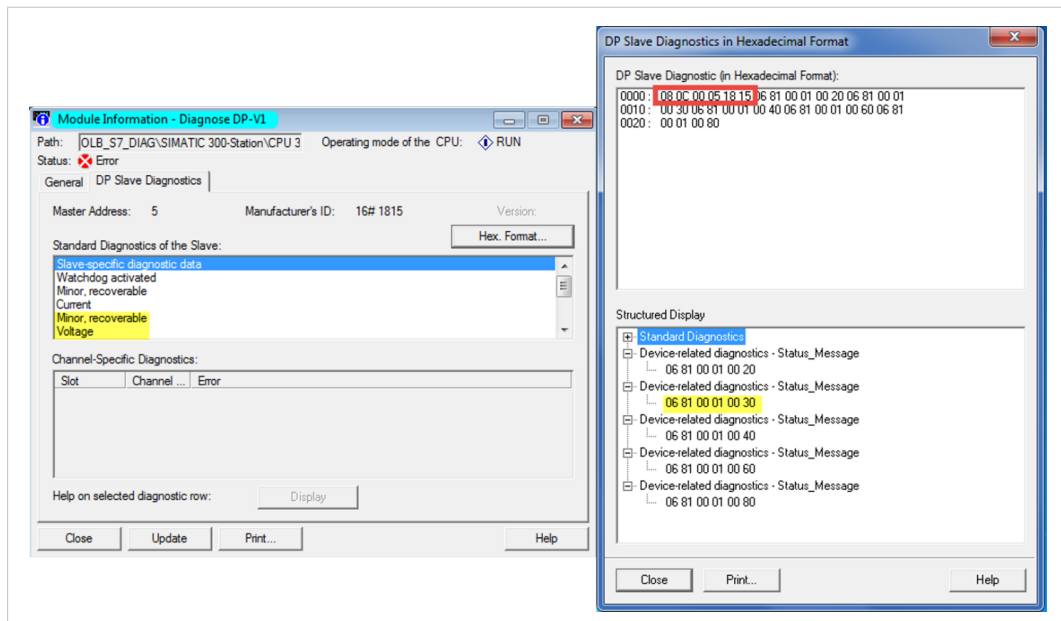 Module Information - Diagnose DP-V1
Path: OLB_S7_DIAG\SIMATIC 300-Station\CPU 3 Operating mode of the CPU: RUN
Status: Error
General DP Slave Diagnostics
Master Address: 5 Manufacturer's ID: 16# 1815 Version:
Hex. Format...
Standard Diagnostics of the Slave:
Slave-specific diagnostic data
Watchdog activated
Minor, recoverable
Current
Minor, recoverable
Voltage
Channel-Specific Diagnostics:
Slot Channel ... Error
Help on selected diagnostic row: Display
Close Update Print... Help
DP Slave Diagnostics in Hexadecimal Format
DP Slave Diagnostic (in Hexadecimal Format):
0000 : 08 0C 00 05 18 15 06 81 00 01 00 20 06 81 00 01
0010 : 00 30 06 81 00 01 00 40 06 81 00 01 00 60 06 81
0020 : 00 01 00 80
Structured Display
Standard Diagnostics
Device-related diagnostics - Status_Message
06 81 00 01 00 20
Device-related diagnostics - Status_Message
06 81 00 01 00 30
Device-related diagnostics - Status_Message
06 81 00 01 00 40
Device-related diagnostics - Status_Message
06 81 00 01 00 60
Device-related diagnostics - Status_Message
06 81 00 01 00 80
Close Print... Help